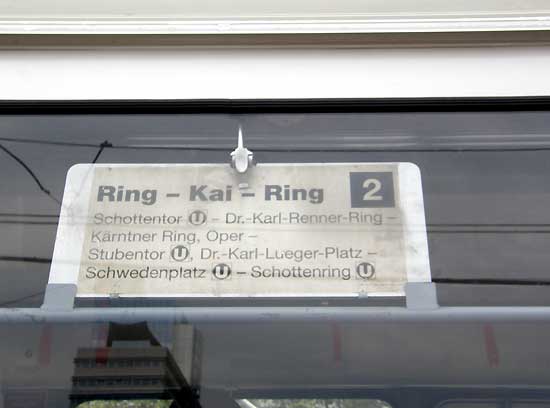 Ring – Kai – Ring 2
Schottentor U – Dr.-Karl-Renner-Ring –
Kärntner Ring, Oper –
Stubentor U, Dr.-Karl-Lueger-Platz –
Schwedenplatz U – Schottenring U